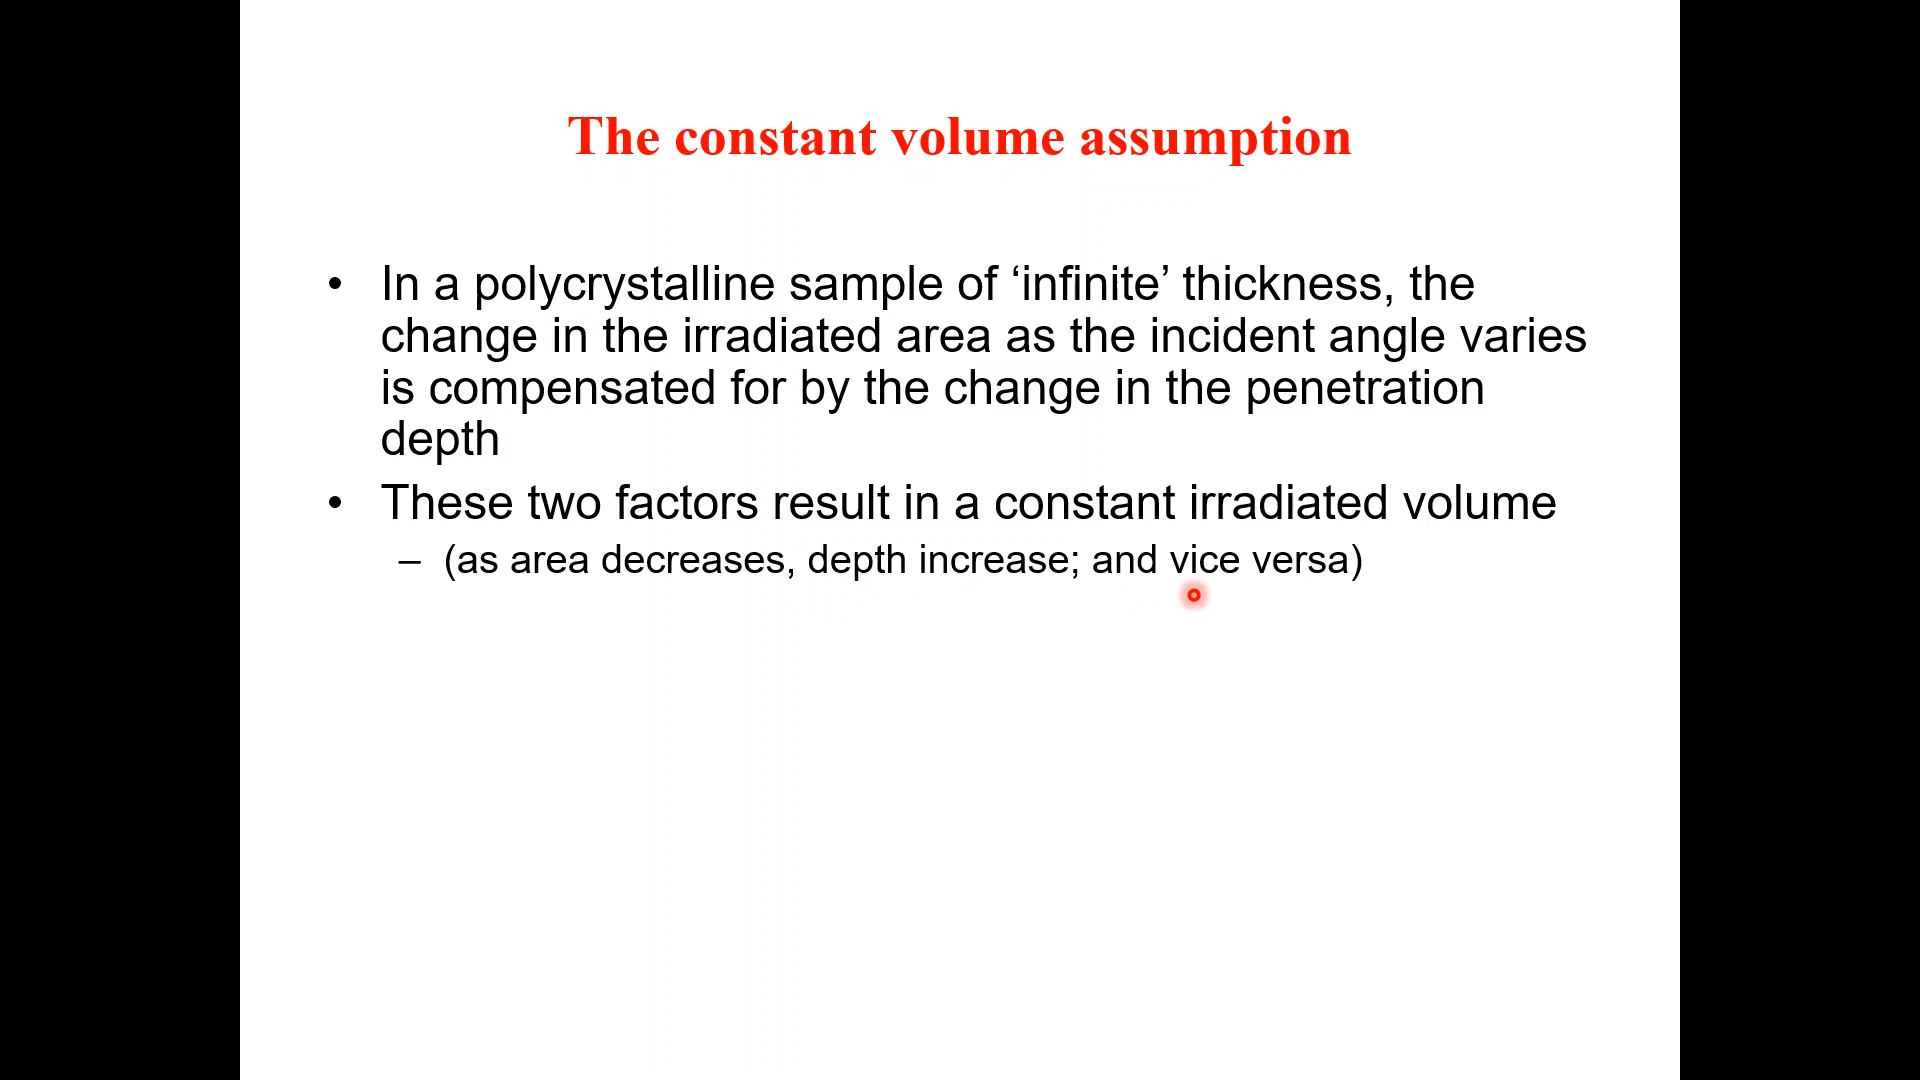 The constant volume assumption
• In a polycrystalline sample of ‘infinite’ thickness, the
change in the irradiated area as the incident angle varies
is compensated for by the change in the penetration
depth
• These two factors result in a constant irradiated volume
– (as area decreases, depth increase; and vice versa)